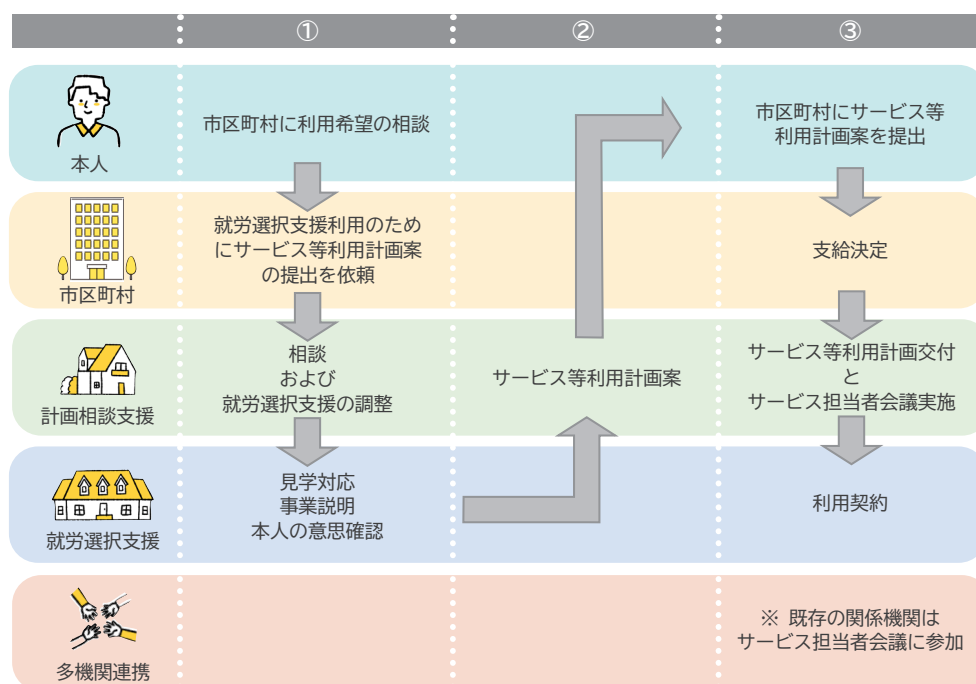 ①
②
③
本人
市区町村に利用希望の相談
市区町村にサービス等
利用計画案を提出
市区町村
就労選択支援利用のため
にサービス等利用計画案
の提出を依頼
支給決定
計画相談支援
相談
および
就労選択支援の調整
サービス等利用計画案
サービス等利用計画交付
と
サービス担当者会議実施
就労選択支援
見学対応
事業説明
本人の意思確認
利用契約
多機関連携
※ 既存の関係機関は
サービス担当者会議に参加